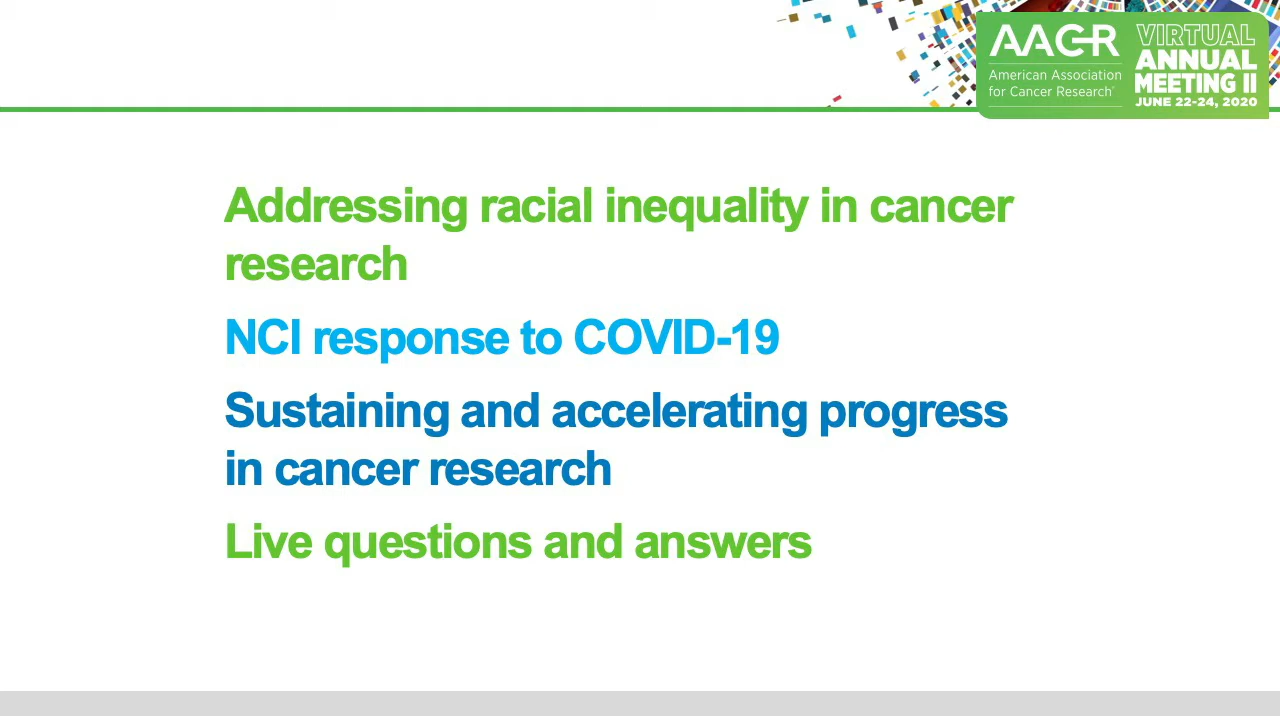 AACR
American Association
for Cancer Research®
VIRTUAL
ANNUAL
MEETING II
JUNE 22-24, 2020
Addressing racial inequality in cancer
research
NCI response to COVID-19
Sustaining and accelerating progress
in cancer research
Live questions and answers